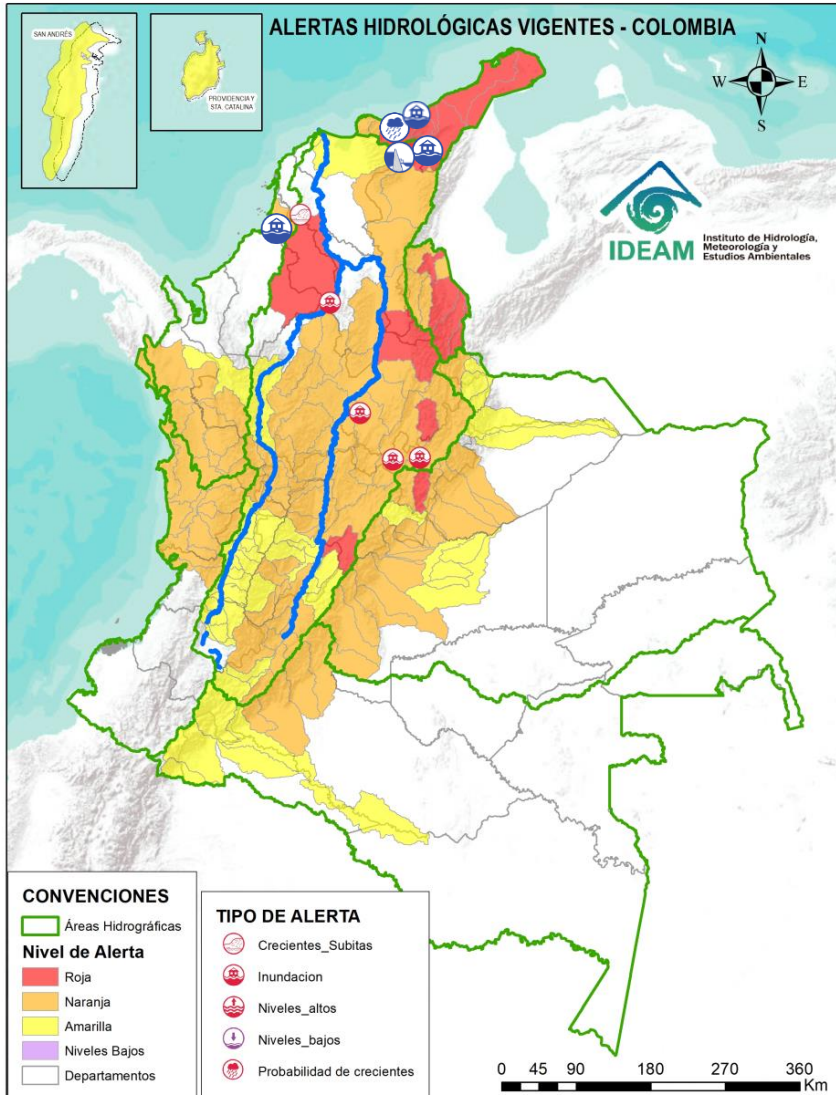 ALERTAS HIDROLÓGICAS VIGENTES - COLOMBIA
SAN ANDRÉS
PROVIDENCIA Y
STA. CATALINA
N
W
E
S
IDEAM
Instituto de Hidrología,
Meteorología y
Estudios Ambientales
CONVENCIONES
Áreas Hidrográficas
Nivel de Alerta
Roja
Naranja
Amarilla
Niveles Bajos
Departamentos
TIPO DE ALERTA
Crecientes_Subitas
Inundacion
Niveles_altos
Niveles_bajos
Probabilidad de crecientes
0 45 90 180 270 360
Km